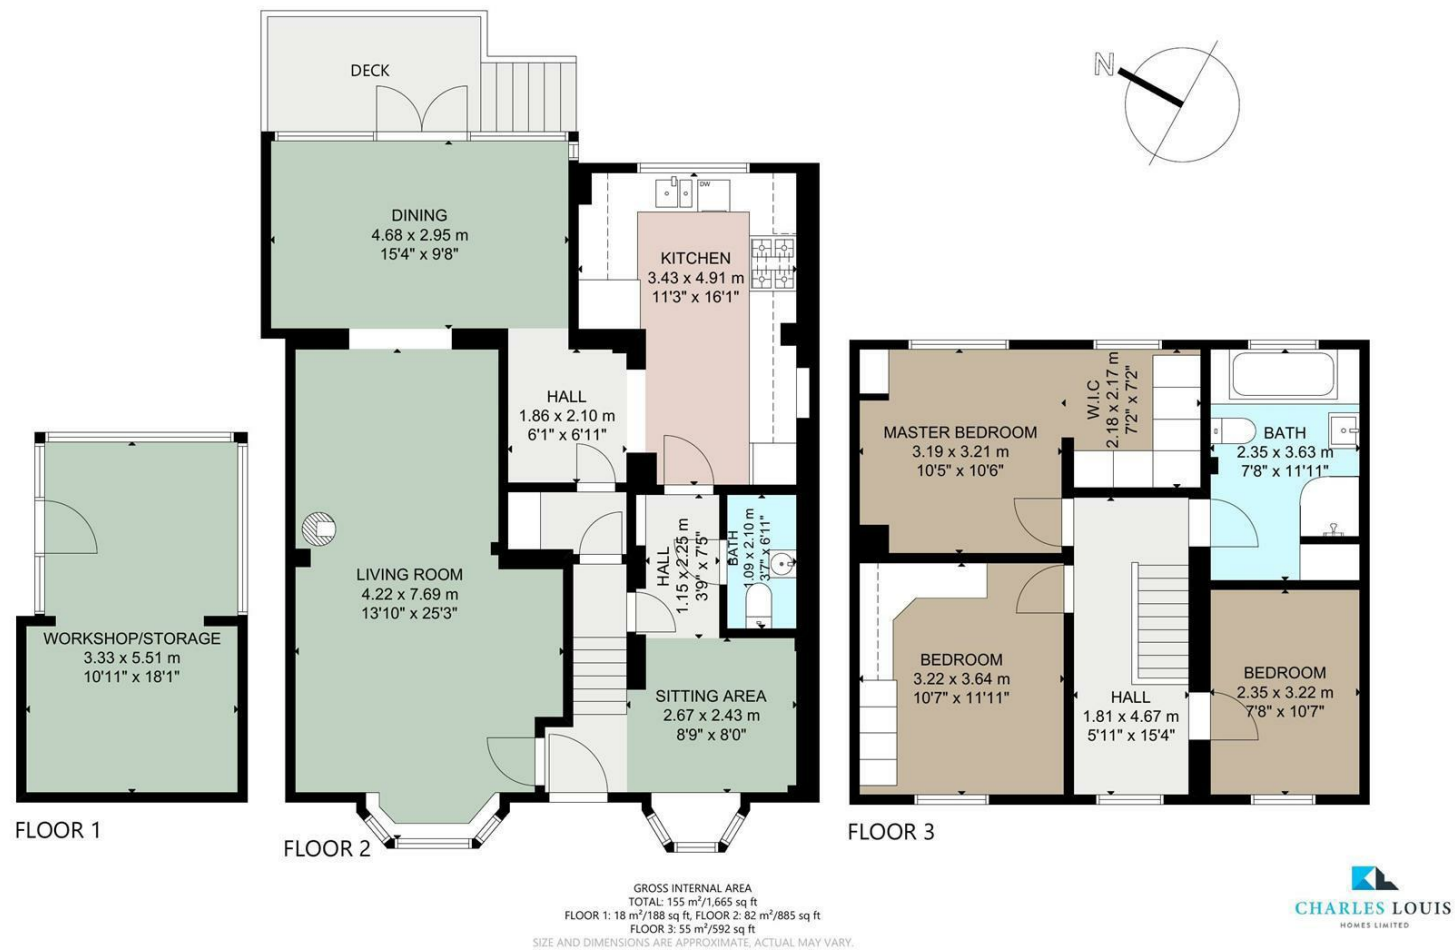 DECK
N
DINING
4.68 x 2.95 m
15'4" x 9'8"
DW
KITCHEN
3.43 x 4.91 m
11'3" x 16'1"
HALL
1.86 x 2.10 m
6'1" x 6'11"
LIVING ROOM
4.22 x 7.69 m
13'10" x 25'3"
HALL
1.15 x 2.25 m
3'9" x 7'5"
BATH
1.09 x 2.10 m
3'7" x 6'11"
SITTING AREA
2.67 x 2.43 m
8'9" x 8'0"
WORKSHOP/STORAGE
3.33 x 5.51 m
10'11" x 18'1"
MASTER BEDROOM
3.19 x 3.21 m
10'5" x 10'6"
W.I.C
2.18 x 2.17 m
7'2" x 7'2"
BATH
2.35 x 3.63 m
7'8" x 11'11"
BEDROOM
3.22 x 3.64 m
10'7" x 11'11"
HALL
1.81 x 4.67 m
5'11" x 15'4"
BEDROOM
2.35 x 3.22 m
7'8" x 10'7"
FLOOR 1
FLOOR 2
FLOOR 3
GROSS INTERNAL AREA
TOTAL: 155 m²/1,665 sq ft
FLOOR 1: 18 m²/188 sq ft, FLOOR 2: 82 m²/885 sq ft
FLOOR 3: 55 m²/592 sq ft
SIZE AND DIMENSIONS ARE APPROXIMATE, ACTUAL MAY VARY.
CHARLES LOUIS
HOMES LIMITED